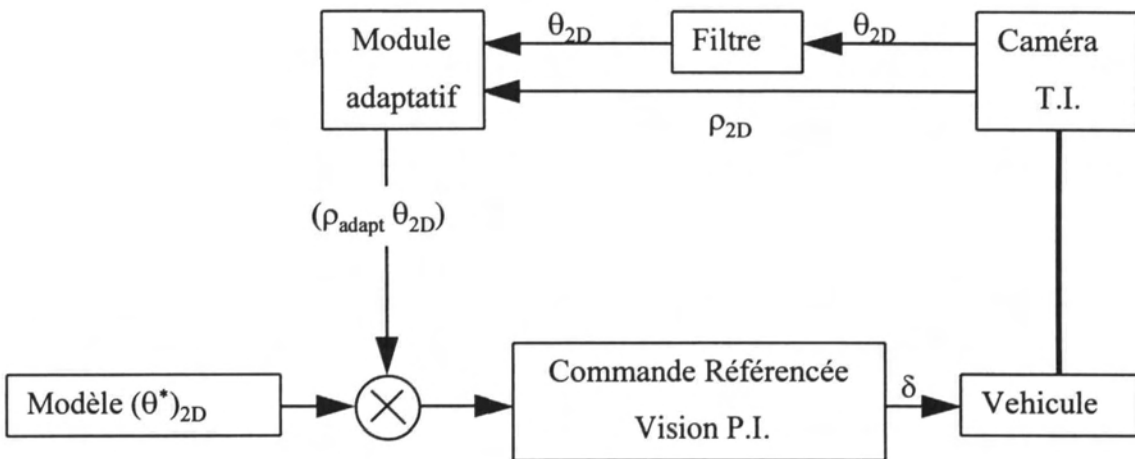 Module
adaptatif
θ2D
Filtre
θ2D
Caméra
T.I.
ρ2D
(ρadapt θ2D)
Modèle (θ*)2D
Commande Référencée
Vision P.I.
δ
Vehicule